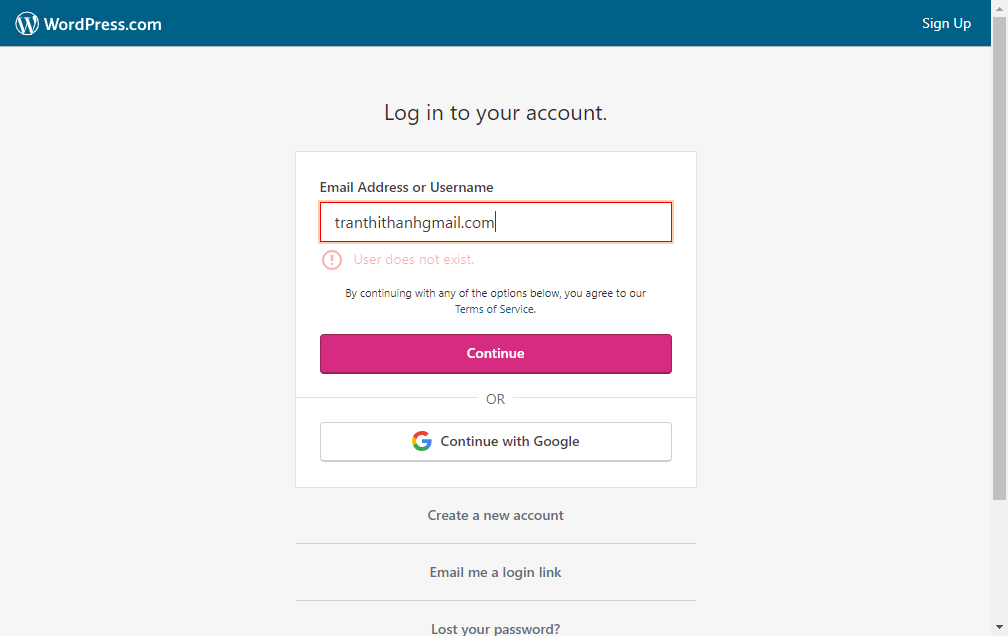 WordPress.com
Sign Up
Log in to your account.
Email Address or Username
tranthithanhgmail.com
User does not exist.
By continuing with any of the options below, you agree to our
Terms of Service.
Continue
OR
Continue with Google
Create a new account
Email me a login link
Lost your password?